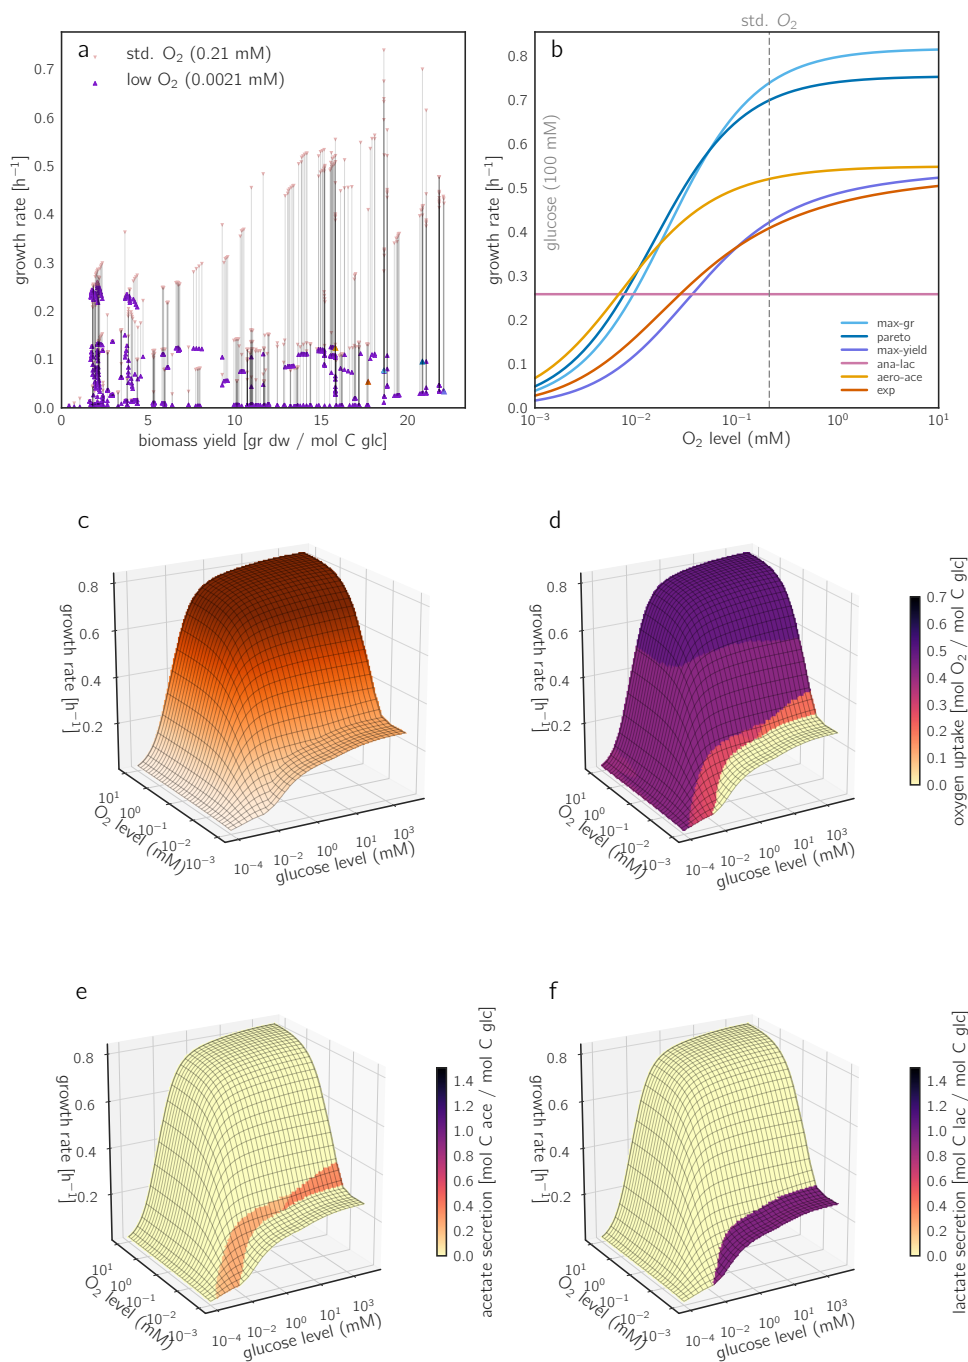 a
std. O₂ (0.21 mM)
low O₂ (0.0021 mM)
growth rate [h⁻¹]
0.7
0.6
0.5
0.4
0.3
0.2
0.1
0.0
0 5 10 15 20
biomass yield [gr dw / mol C glc]
std. O₂
b
glucose (100 mM)
growth rate [h⁻¹]
0.8
0.7
0.6
0.5
0.4
0.3
0.2
0.1
0.0
max-gr
pareto
max-yield
ana-lac
aero-ace
exp
10⁻³ 10⁻² 10⁻¹ 10⁰ 10¹
O₂ level (mM)
c
growth rate [h⁻¹]
0.8
0.6
0.4
0.2
10¹
10⁰
10⁻¹
10⁻²
10⁻³
O₂ level (mM)
10⁻⁴ 10⁻² 10⁰ 10¹ 10³
glucose level (mM)
d
growth rate [h⁻¹]
0.8
0.6
0.4
0.2
10¹
10⁰
10⁻¹
10⁻²
10⁻³
O₂ level (mM)
10⁻⁴ 10⁻² 10⁰ 10¹ 10³
glucose level (mM)
0.7
0.6
0.5
0.4
0.3
0.2
0.1
0.0
oxygen uptake [mol O₂ / mol C glc]
e
growth rate [h⁻¹]
0.8
0.6
0.4
0.2
10¹
10⁰
10⁻¹
10⁻²
10⁻³
O₂ level (mM)
10⁻⁴ 10⁻² 10⁰ 10¹ 10³
glucose level (mM)
1.4
1.2
1.0
0.8
0.6
0.4
0.2
0.0
acetate secretion [mol C ace / mol C glc]
f
growth rate [h⁻¹]
0.8
0.6
0.4
0.2
10¹
10⁰
10⁻¹
10⁻²
10⁻³
O₂ level (mM)
10⁻⁴ 10⁻² 10⁰ 10¹ 10³
glucose level (mM)
1.4
1.2
1.0
0.8
0.6
0.4
0.2
0.0
lactate secretion [mol C lac / mol C glc]